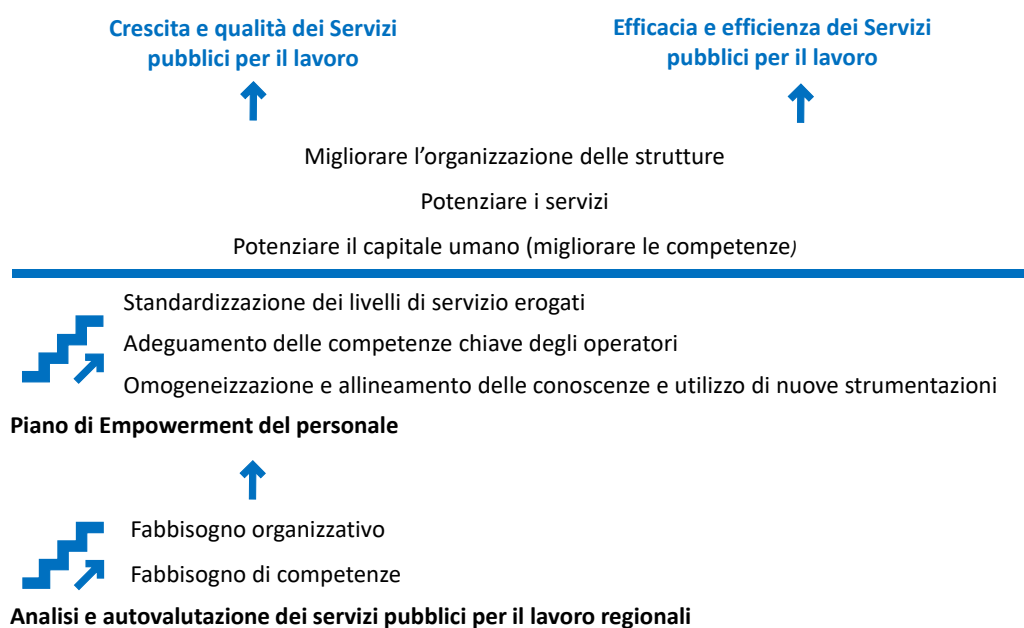 Crescita e qualità dei Servizi
pubblici per il lavoro
Efficacia e efficienza dei Servizi
pubblici per il lavoro
Migliorare l’organizzazione delle strutture
Potenziare i servizi
Potenziare il capitale umano (migliorare le competenze)
Standardizzazione dei livelli di servizio erogati
Adeguamento delle competenze chiave degli operatori
Omogeneizzazione e allineamento delle conoscenze e utilizzo di nuove strumentazioni
Piano di Empowerment del personale
Fabbisogno organizzativo
Fabbisogno di competenze
Analisi e autovalutazione dei servizi pubblici per il lavoro regionali